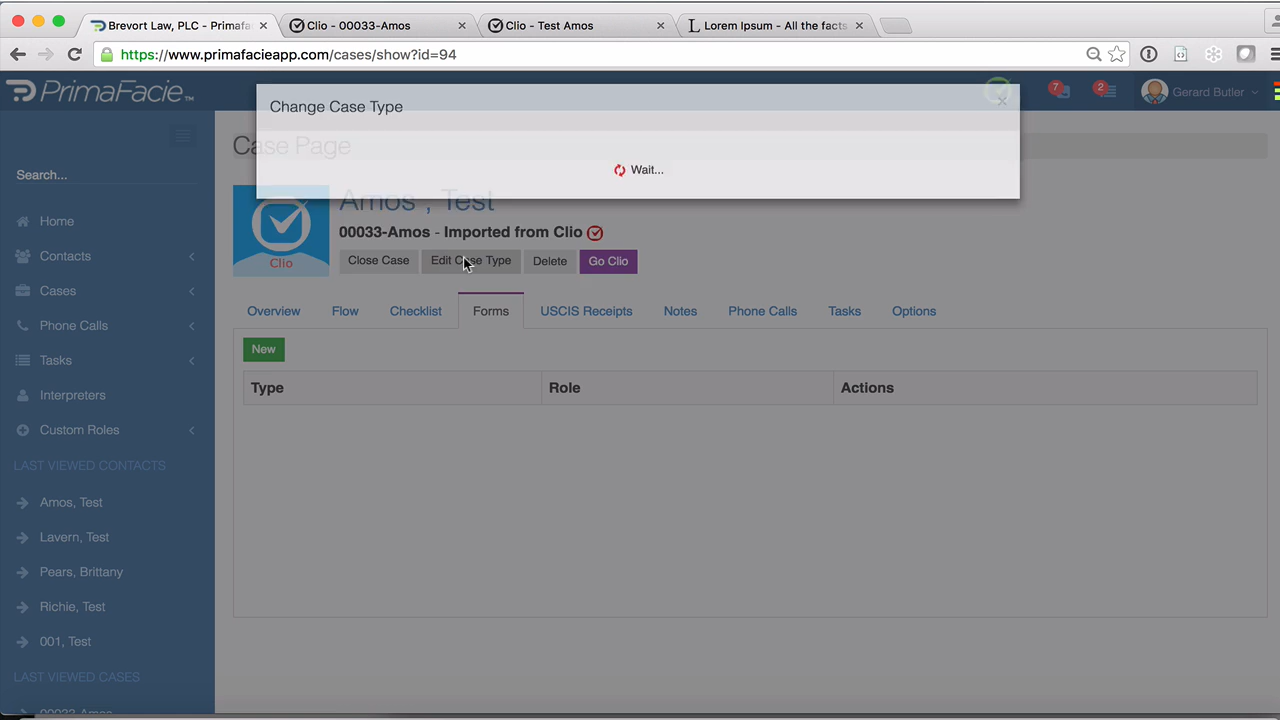 Brevort Law, PLC - Primafa
Clio - 00033-Amos
Clio - Test Amos
Lorem Ipsum - All the facts
https://www.primafacieapp.com/cases/show?id=94
PrimaFacie™
7
2
Gerard Butler
Change Case Type
Case Page
Wait...
Search...
Amos , Test
00033-Amos - Imported from Clio
Clio
Close Case
Edit Case Type
Delete
Go Clio
Home
Contacts
Cases
Phone Calls
Tasks
Interpreters
Custom Roles
Overview
Flow
Checklist
Forms
USCIS Receipts
Notes
Phone Calls
Tasks
Options
New
Type
Role
Actions
LAST VIEWED CONTACTS
Amos, Test
Lavern, Test
Pears, Brittany
Richie, Test
001, Test
LAST VIEWED CASES
00033-Amos